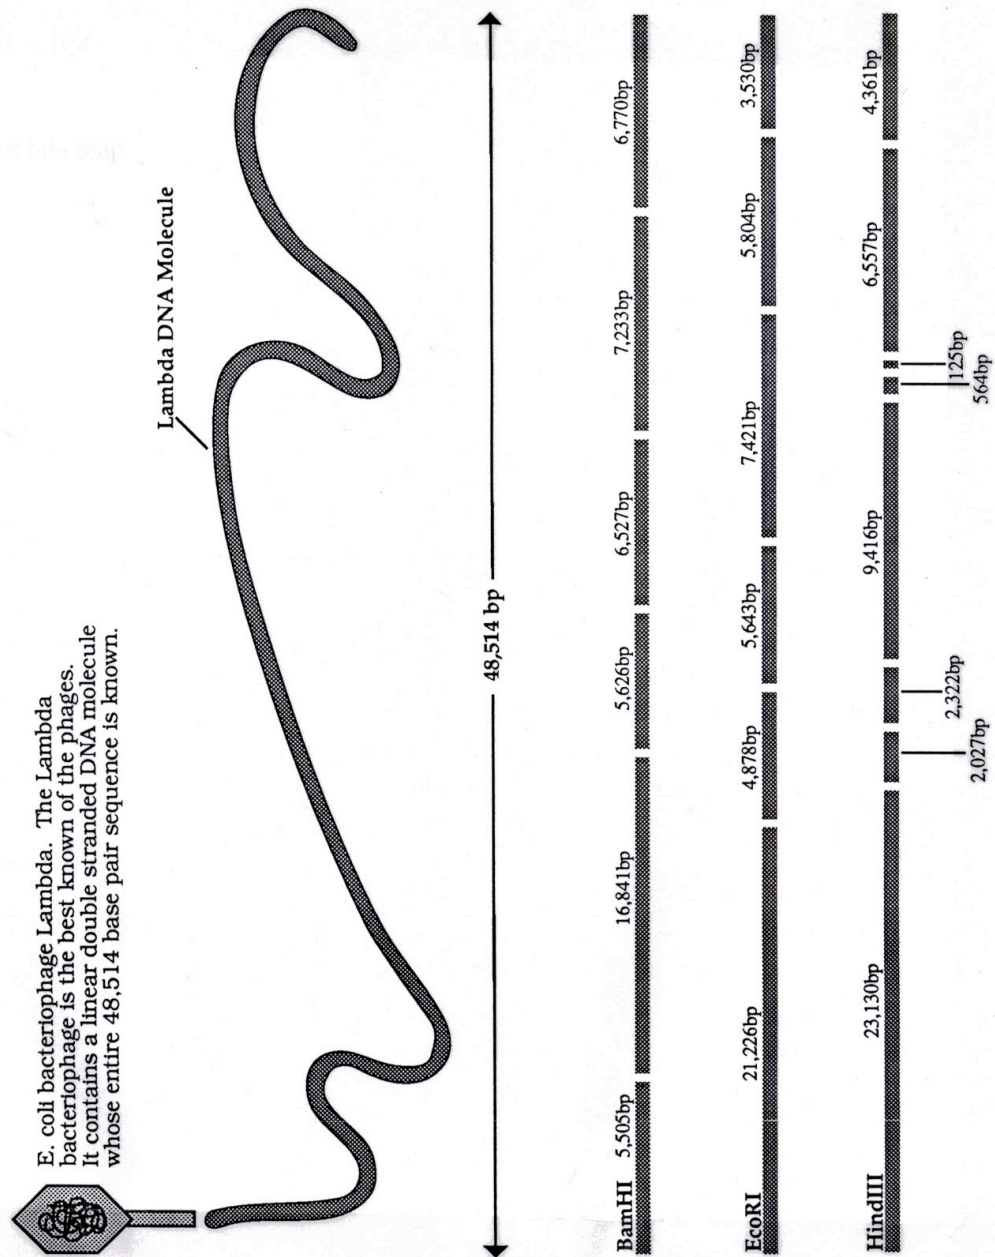 E. coli bacteriophage Lambda. The Lambda
bacteriophage is the best known of the phages.
It contains a linear double stranded DNA molecule
whose entire 48,514 base pair sequence is known.
Lambda DNA Molecule
48,514 bp
BamHI
5,505bp
16,841bp
5,626bp
6,527bp
7,233bp
6,770bp
EcoRI
21,226bp
4,878bp
5,643bp
7,421bp
5,804bp
3,530bp
HindIII
23,130bp
2,027bp
2,322bp
9,416bp
564bp
125bp
6,557bp
4,361bp